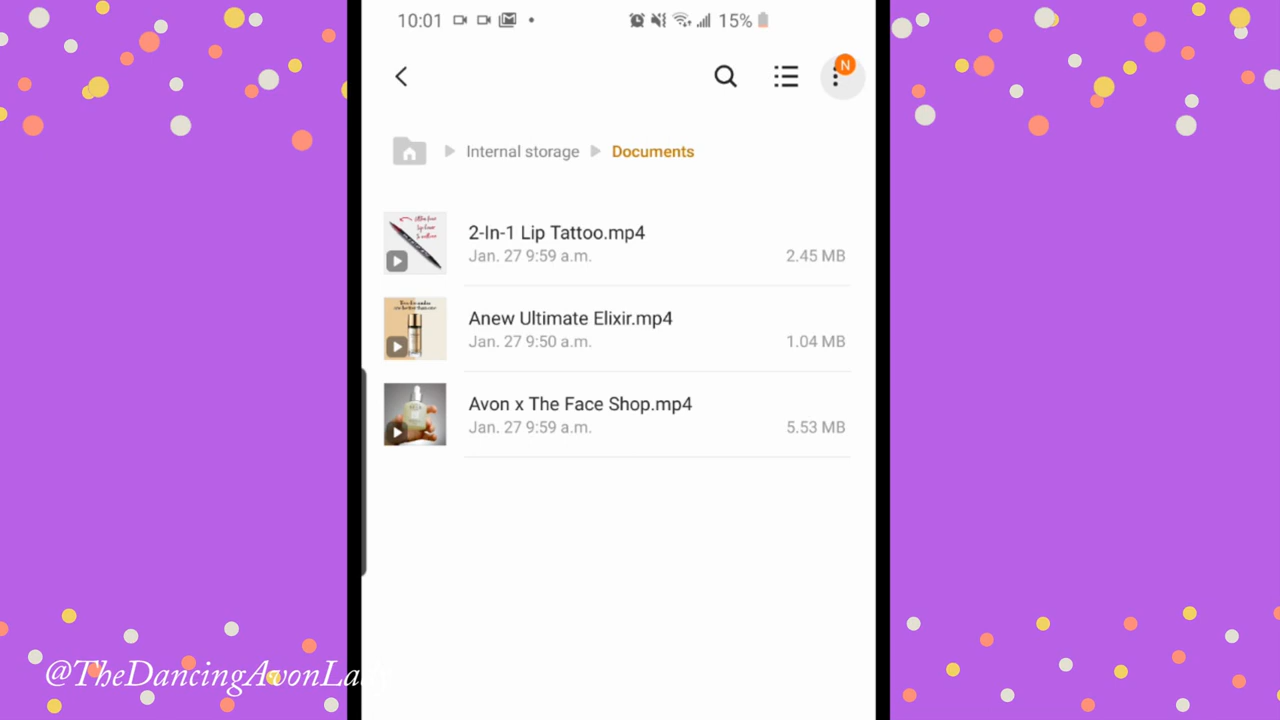 10:01 15%
N
Internal storage Documents
2-In-1 Lip Tattoo.mp4
Jan. 27 9:59 a.m. 2.45 MB
Anew Ultimate Elixir.mp4
Jan. 27 9:50 a.m. 1.04 MB
Avon x The Face Shop.mp4
Jan. 27 9:59 a.m. 5.53 MB
@TheDancingAvonLady